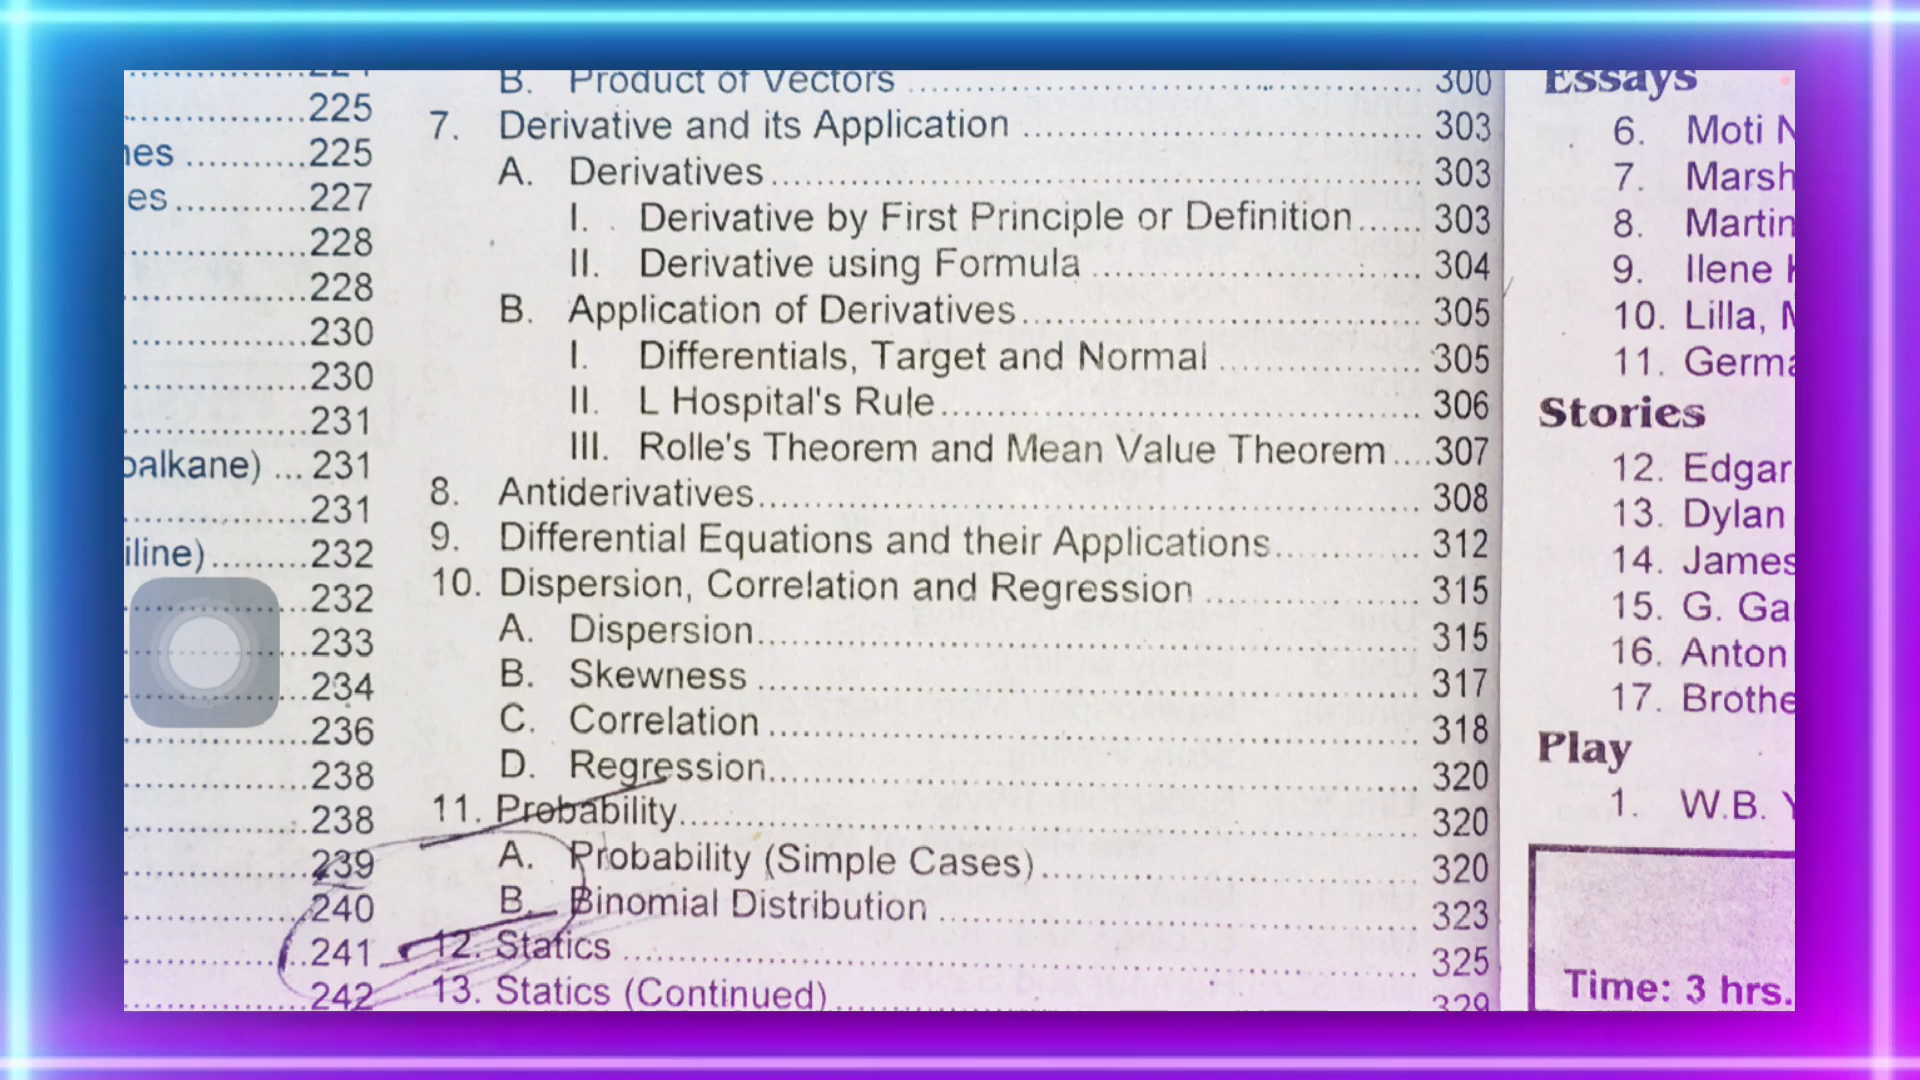 225
225
227
228
228
230
230
231
...231
231
232
232
233
234
236
238
238
239
240
241
242
B. Product of Vectors 300
7. Derivative and its Application 303
A. Derivatives 303
I. Derivative by First Principle or Definition 303
II. Derivative using Formula 304
B. Application of Derivatives 305
I. Differentials, Target and Normal 305
II. L Hospital's Rule 306
III. Rolle's Theorem and Mean Value Theorem 307
8. Antiderivatives 308
9. Differential Equations and their Applications 312
10. Dispersion, Correlation and Regression 315
A. Dispersion 315
B. Skewness 317
C. Correlation 318
D. Regression 320
11. Probability 320
A. Probability (Simple Cases) 320
B. Binomial Distribution 323
12. Statics 325
13. Statics (Continued) 329
Essays
6. Moti
7. Marsh
8. Martin
9. Ilene
10. Lilla,
11. Germa
Stories
12. Edgar
13. Dylan
14. James
15. G. Ga
16. Anton
17. Brothe
Play
1. W.B.
Time: 3 hrs.